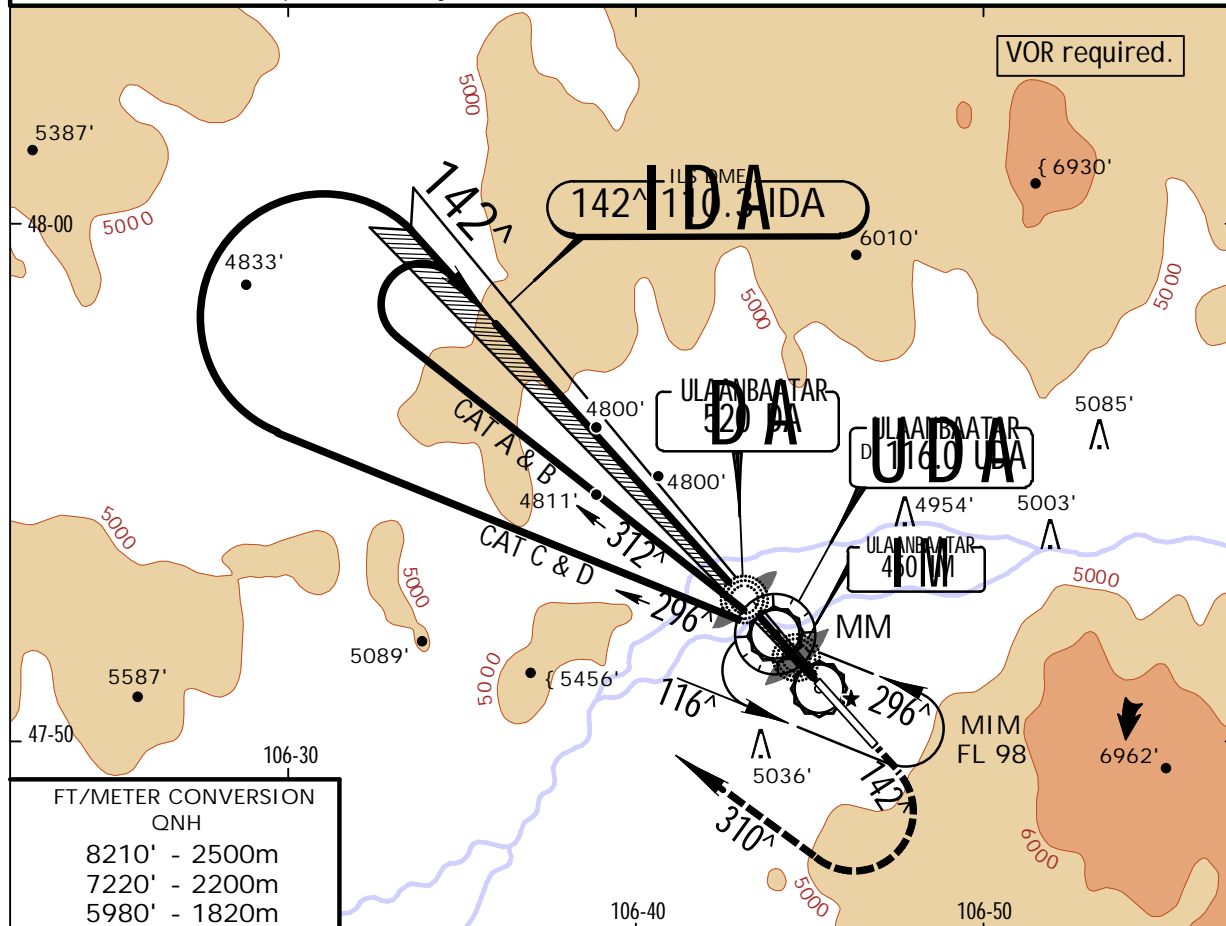 VOR required.
5000
5387'
{ 6930'
142^
ILS DME
142^ 110.3 IDA
IDA
48-00
5000
6010'
4833'
5000
5000
ULAANBAATAR
520 DA
DA
5085'
4800'
CAT A & B
ULAANBAATAR
D 116.0 UDA
UDA
4800'
4811'
4954'
5003'
5000
312^
CAT C & D
ULAANBAATAR
IM
5000
5000
296^
MM
5089'
{ 5456'
5000
5587'
116^
296^
MIM
FL 98
47-50
106-30
5036'
142^
6962'
310^
6000
5000
FT/METER CONVERSION
QNH
8210' - 2500m
7220' - 2200m
5980' - 1820m
106-40
106-50